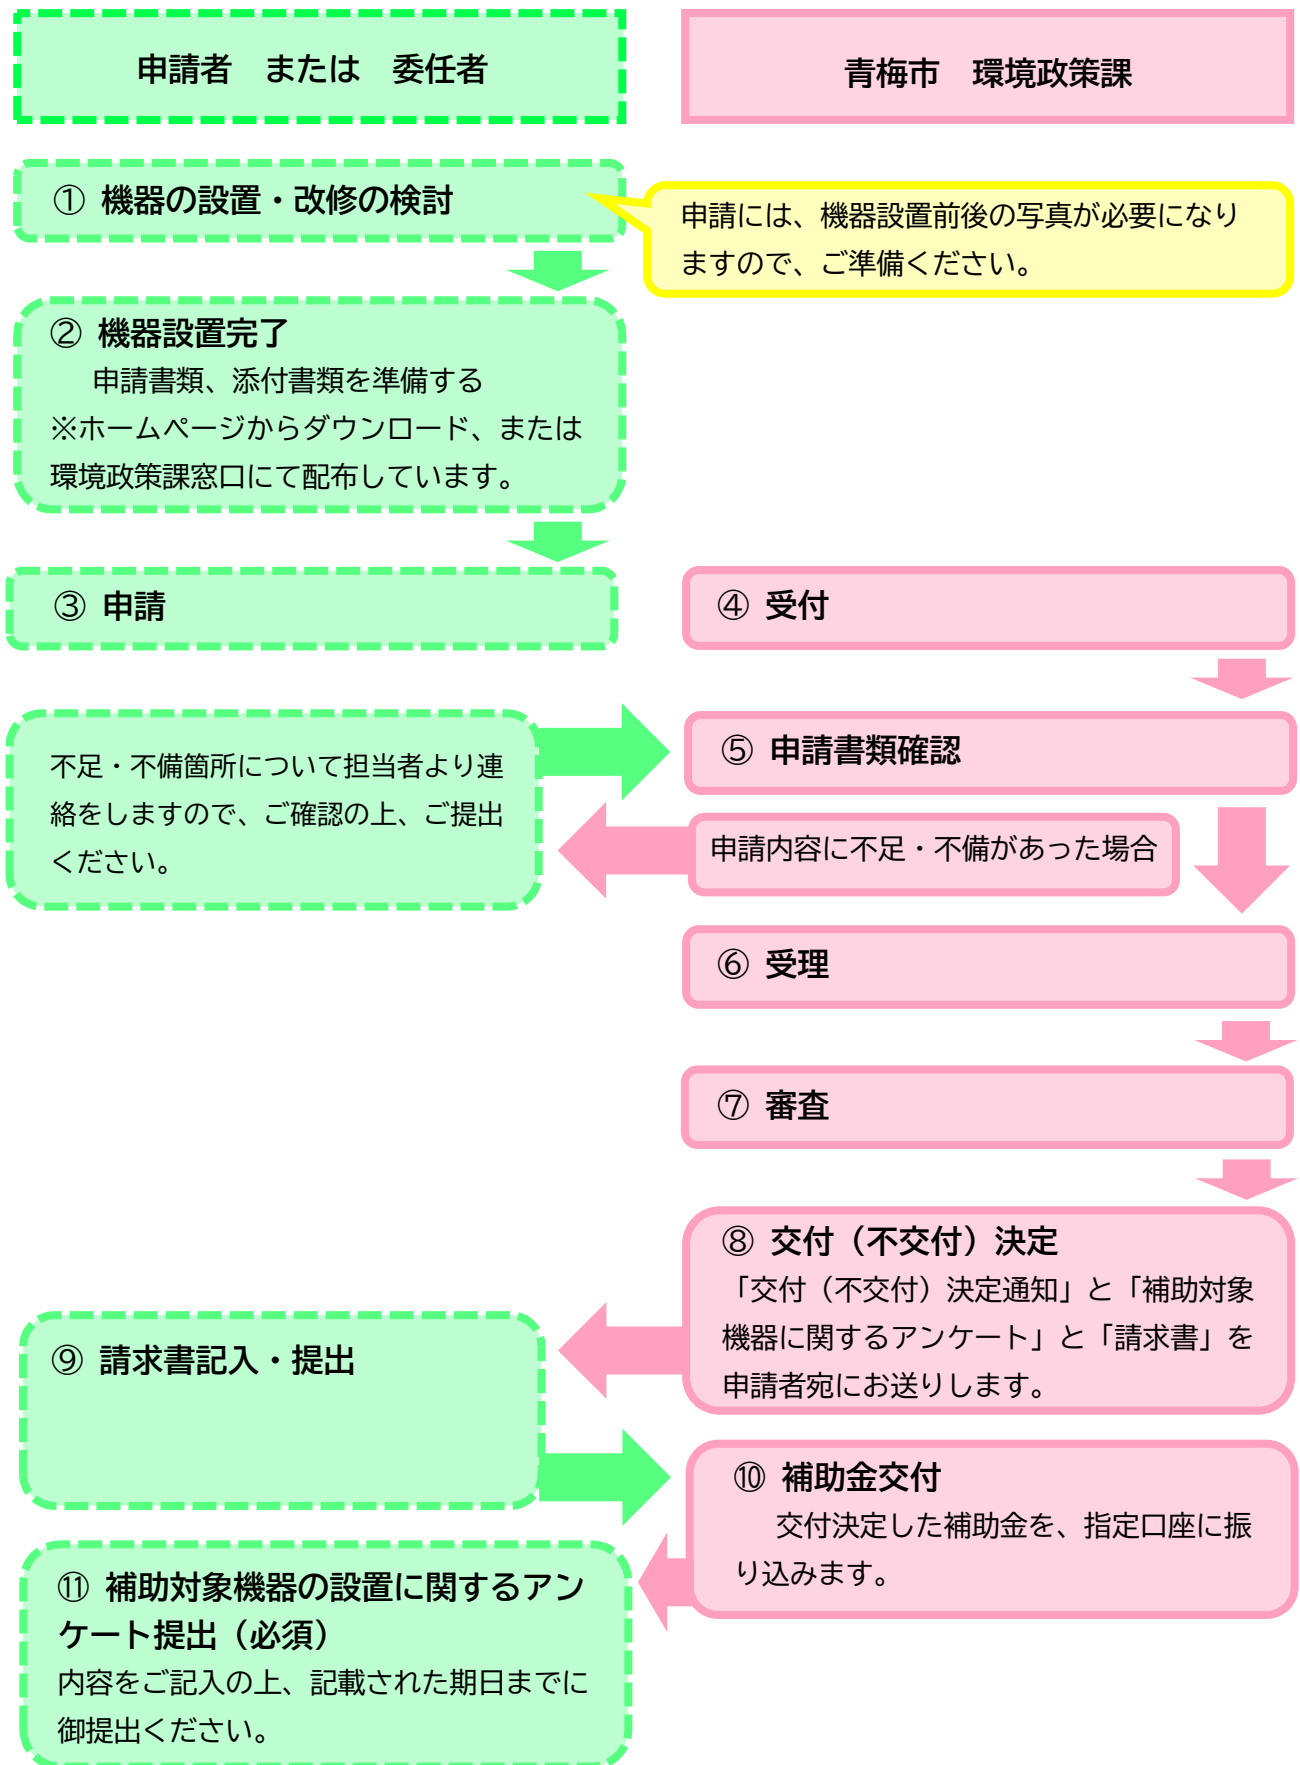 申請者　または　委任者
青梅市　環境政策課
① 機器の設置・改修の検討
申請には、機器設置前後の写真が必要になり
ますので、ご準備ください。
② 機器設置完了
申請書類、添付書類を準備する
※ホームページからダウンロード、または
環境政策課窓口にて配布しています。
③ 申請
④ 受付
⑤ 申請書類確認
不足・不備箇所について担当者より連
絡をしますので、ご確認の上、ご提出
ください。
申請内容に不足・不備があった場合
⑥ 受理
⑦ 審査
⑧ 交付（不交付）決定
「交付（不交付）決定通知」と「補助対象
機器に関するアンケート」と「請求書」を
申請者宛にお送りします。
⑨ 請求書記入・提出
⑩ 補助金交付
交付決定した補助金を、指定口座に振
り込みます。
⑪ 補助対象機器の設置に関するアン
ケート提出（必須）
内容をご記入の上、記載された期日までに
御提出ください。